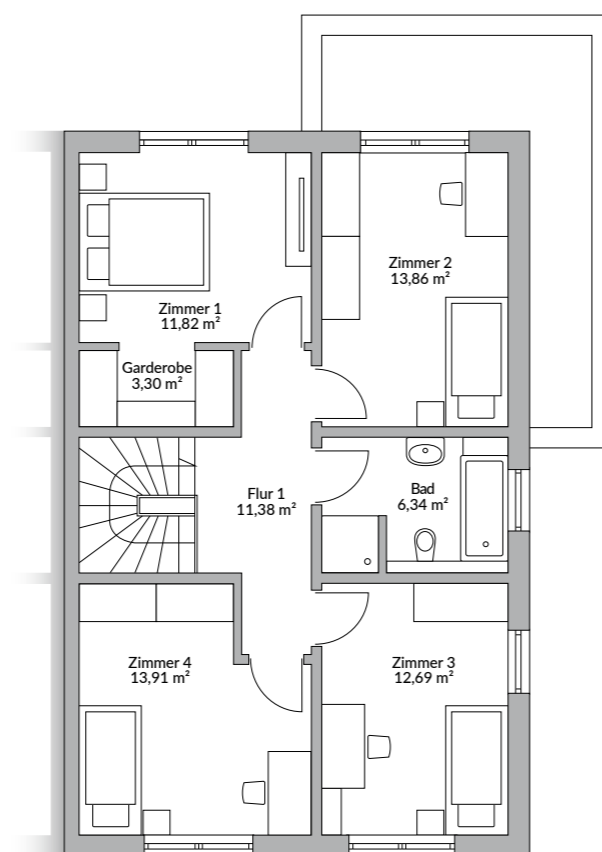 Zimmer 2
13,86 m²
Zimmer 1
11,82 m²
Garderobe
3,30 m²
Flur 1
11,38 m²
Bad
6,34 m²
Zimmer 4
13,91 m²
Zimmer 3
12,69 m²